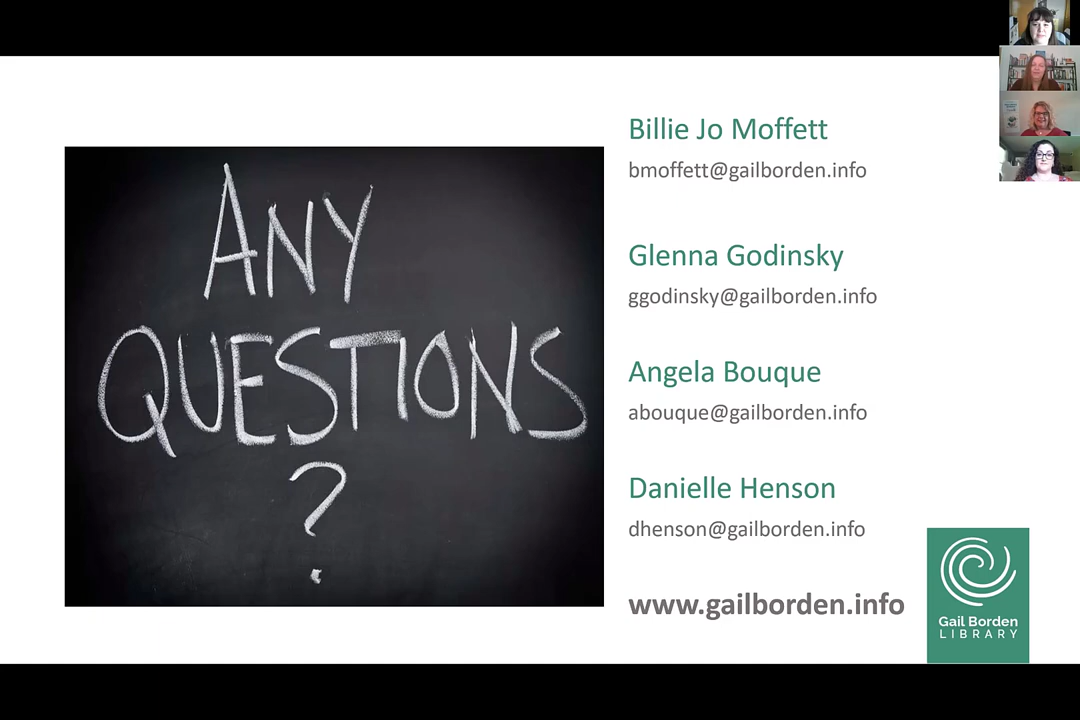 ANY
QUESTIONS
?
Billie Jo Moffett
bmoffett@gailborden.info
Glenna Godinsky
ggodinsky@gailborden.info
Angela Bouque
abouque@gailborden.info
Danielle Henson
dhenson@gailborden.info
www.gailborden.info
Gail Borden
LIBRARY